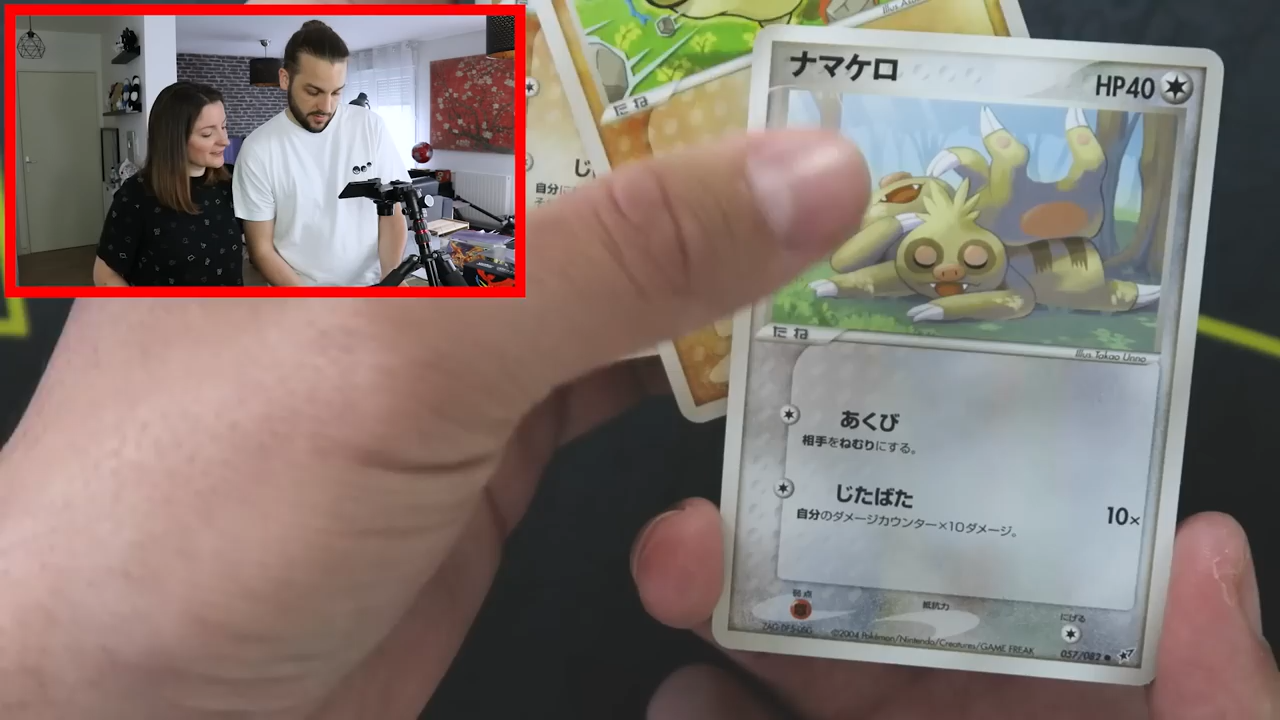 ナマケロ
HP40
たね
Illus. Takao Unno
あくび
相手をねむりにする。
じたばた
10×
自分のダメージカウンター×10ダメージ。
弱点
抵抗力
にげる
©2004 Pokémon/Nintendo/Creatures/GAME FREAK
057/082
たね
じ
自分に